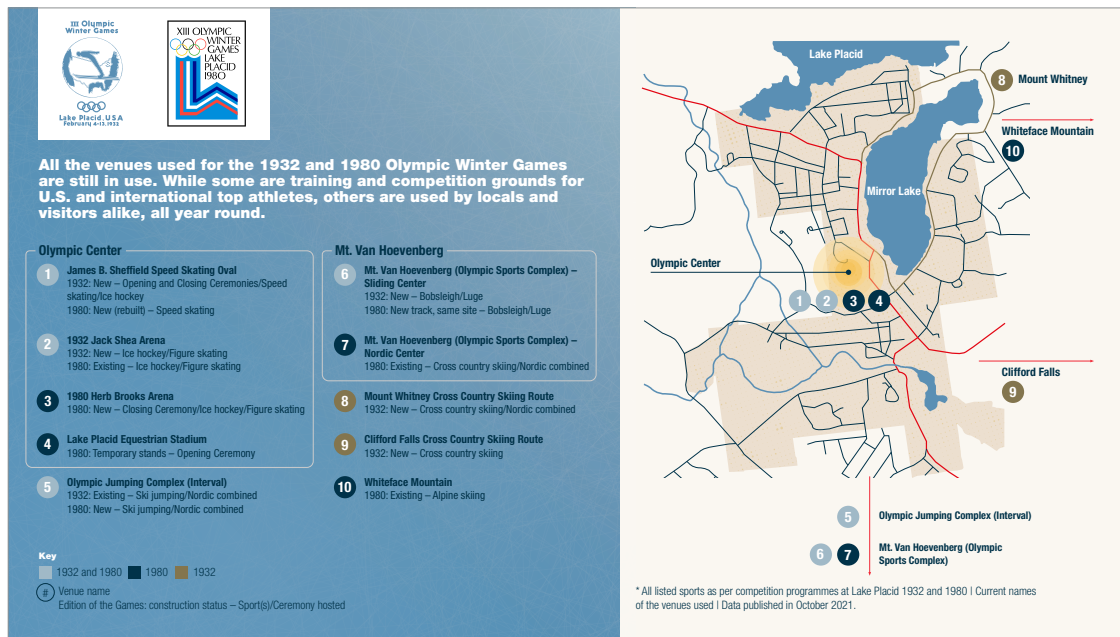 III Olympic
Winter Games
Lake Placid, USA
February 4-13, 1932
XIII OLYMPIC
WINTER
GAMES
LAKE
PLACID
1980
All the venues used for the 1932 and 1980 Olympic Winter Games
are still in use. While some are training and competition grounds for
U.S. and international top athletes, others are used by locals and
visitors alike, all year round.
Olympic Center
1
James B. Sheffield Speed Skating Oval
1932: New – Opening and Closing Ceremonies/Speed
skating/Ice hockey
1980: New (rebuilt) – Speed skating
2
1932 Jack Shea Arena
1932: New – Ice hockey/Figure skating
1980: Existing – Ice hockey/Figure skating
3
1980 Herb Brooks Arena
1980: New – Closing Ceremony/Ice hockey/Figure skating
4
Lake Placid Equestrian Stadium
1980: Temporary stands – Opening Ceremony
5
Olympic Jumping Complex (Interval)
1932: Existing – Ski jumping/Nordic combined
1980: New – Ski jumping/Nordic combined
Mt. Van Hoevenberg
6
Mt. Van Hoevenberg (Olympic Sports Complex) –
Sliding Center
1932: New – Bobsleigh/Luge
1980: New track, same site – Bobsleigh/Luge
7
Mt. Van Hoevenberg (Olympic Sports Complex) –
Nordic Center
1980: Existing – Cross country skiing/Nordic combined
8
Mount Whitney Cross Country Skiing Route
1932: New – Cross country skiing/Nordic combined
9
Clifford Falls Cross Country Skiing Route
1932: New – Cross country skiing
10
Whiteface Mountain
1980: Existing – Alpine skiing
Key
1932 and 1980
1980
1932
# Venue name
Edition of the Games: construction status – Sport(s)/Ceremony hosted
Lake Placid
8 Mount Whitney
Whiteface Mountain
10
Mirror Lake
Olympic Center
1 2 3 4
Clifford Falls
9
5 Olympic Jumping Complex (Interval)
6 7 Mt. Van Hoevenberg (Olympic
Sports Complex)
* All listed sports as per competition programmes at Lake Placid 1932 and 1980 | Current names
of the venues used | Data published in October 2021.